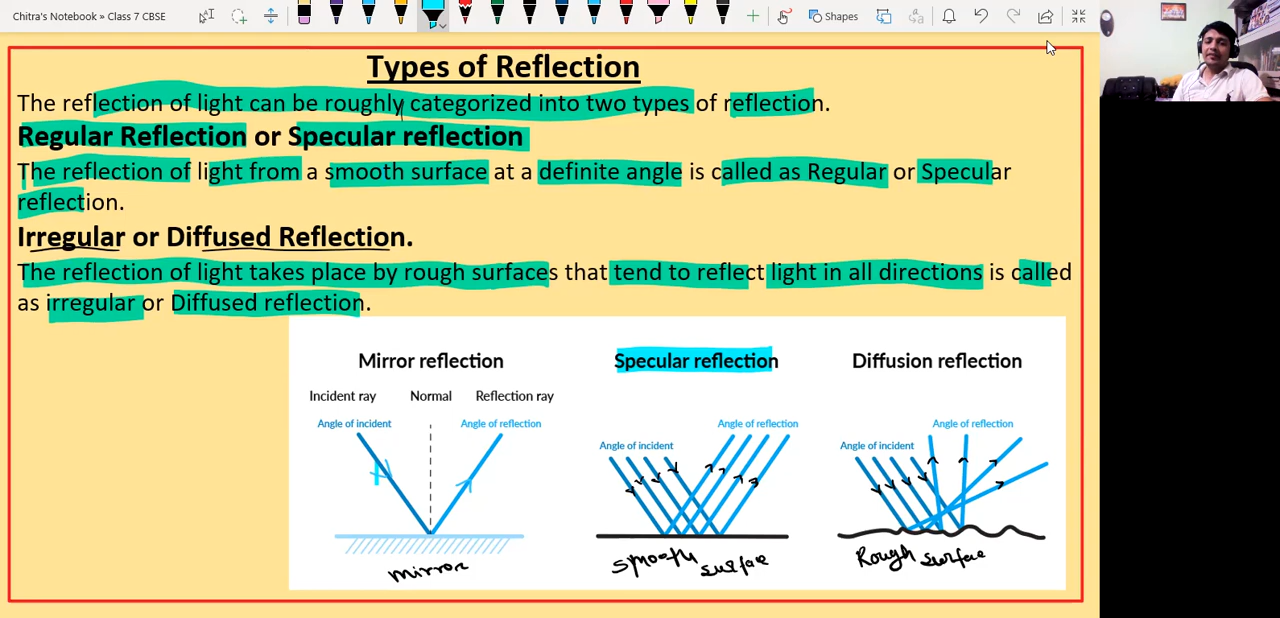 Chitra's Notebook » Class 7 CBSE
Shapes
Types of Reflection
The reflection of light can be roughly categorized into two types of reflection.
Regular Reflection or Specular reflection
The reflection of light from a smooth surface at a definite angle is called as Regular or Specular
reflection.
Irregular or Diffused Reflection.
The reflection of light takes place by rough surfaces that tend to reflect light in all directions is called
as irregular or Diffused reflection.
Mirror reflection
Incident ray Normal Reflection ray
Angle of incident Angle of reflection
mirror
Specular reflection
Angle of reflection
Angle of incident
smooth surface
Diffusion reflection
Angle of reflection
Angle of incident
Rough surface